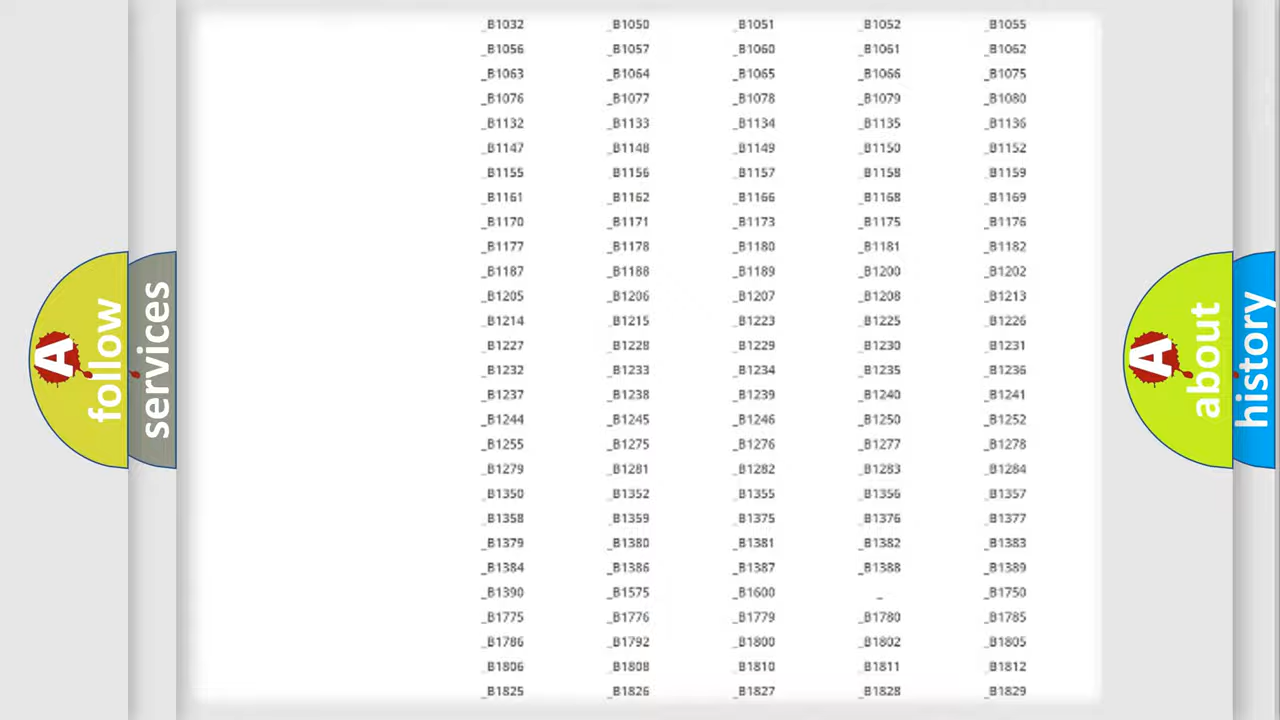 _B1032 _B1050 _B1051 _B1052 _B1055
_B1056 _B1057 _B1060 _B1061 _B1062
_B1063 _B1064 _B1065 _B1066 _B1075
_B1076 _B1077 _B1078 _B1079 _B1080
_B1132 _B1133 _B1134 _B1135 _B1136
_B1147 _B1148 _B1149 _B1150 _B1152
_B1155 _B1156 _B1157 _B1158 _B1159
_B1161 _B1162 _B1166 _B1168 _B1169
_B1170 _B1171 _B1173 _B1175 _B1176
_B1177 _B1178 _B1180 _B1181 _B1182
_B1187 _B1188 _B1189 _B1200 _B1202
_B1205 _B1206 _B1207 _B1208 _B1213
_B1214 _B1215 _B1223 _B1225 _B1226
_B1227 _B1228 _B1229 _B1230 _B1231
_B1232 _B1233 _B1234 _B1235 _B1236
_B1237 _B1238 _B1239 _B1240 _B1241
_B1244 _B1245 _B1246 _B1250 _B1252
_B1255 _B1275 _B1276 _B1277 _B1278
_B1279 _B1281 _B1282 _B1283 _B1284
_B1350 _B1352 _B1355 _B1356 _B1357
_B1358 _B1359 _B1375 _B1376 _B1377
_B1379 _B1380 _B1381 _B1382 _B1383
_B1384 _B1386 _B1387 _B1388 _B1389
_B1390 _B1575 _B1600 _ _B1750
_B1775 _B1776 _B1779 _B1780 _B1785
_B1786 _B1792 _B1800 _B1802 _B1805
_B1806 _B1808 _B1810 _B1811 _B1812
_B1825 _B1826 _B1827 _B1828 _B1829
A
follow
services
A
about
history